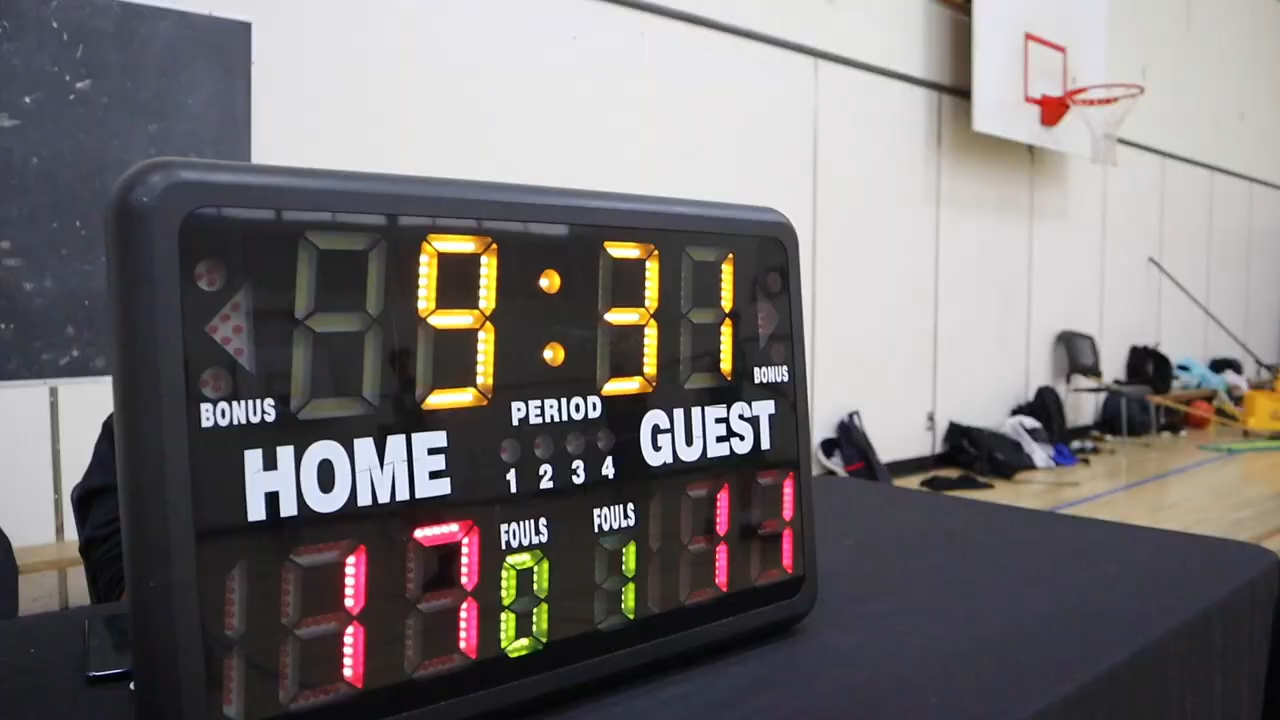 9:31
BONUS
PERIOD
BONUS
HOME
1 2 3 4
GUEST
FOULS
FOULS
17
0
1
11